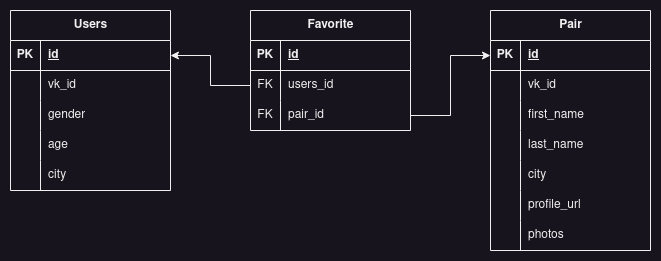 Users
PK id
vk_id
gender
age
city
Favorite
PK id
FK users_id
FK pair_id
Pair
PK id
vk_id
first_name
last_name
city
profile_url
photos